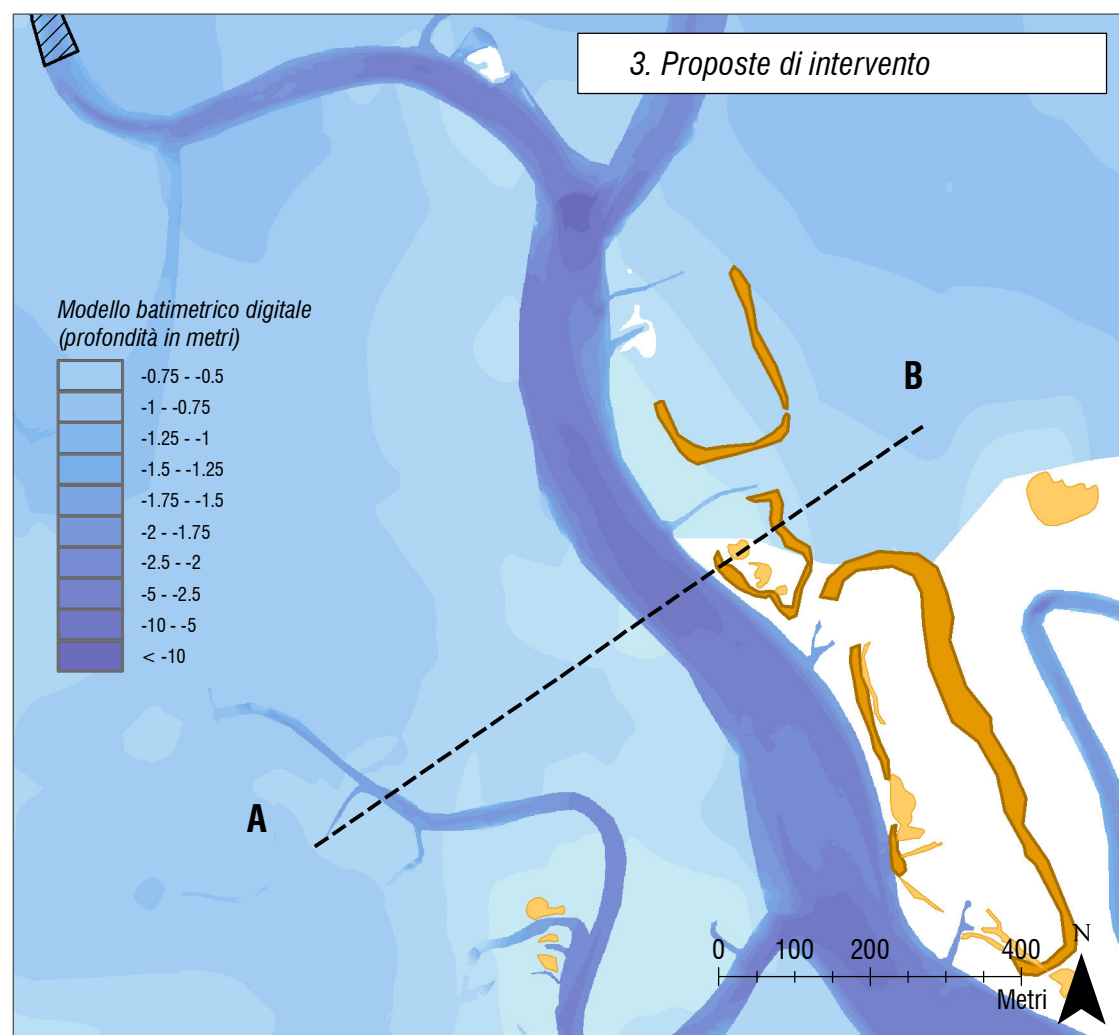 3. Proposte di intervento
Modello batimetrico digitale
(profondità in metri)
-0.75 - -0.5
-1 - -0.75
-1.25 - -1
-1.5 - -1.25
-1.75 - -1.5
-2 - -1.75
-2.5 - -2
-5 - -2.5
-10 - -5
< -10
B
A
0 100 200 400
Metri
N